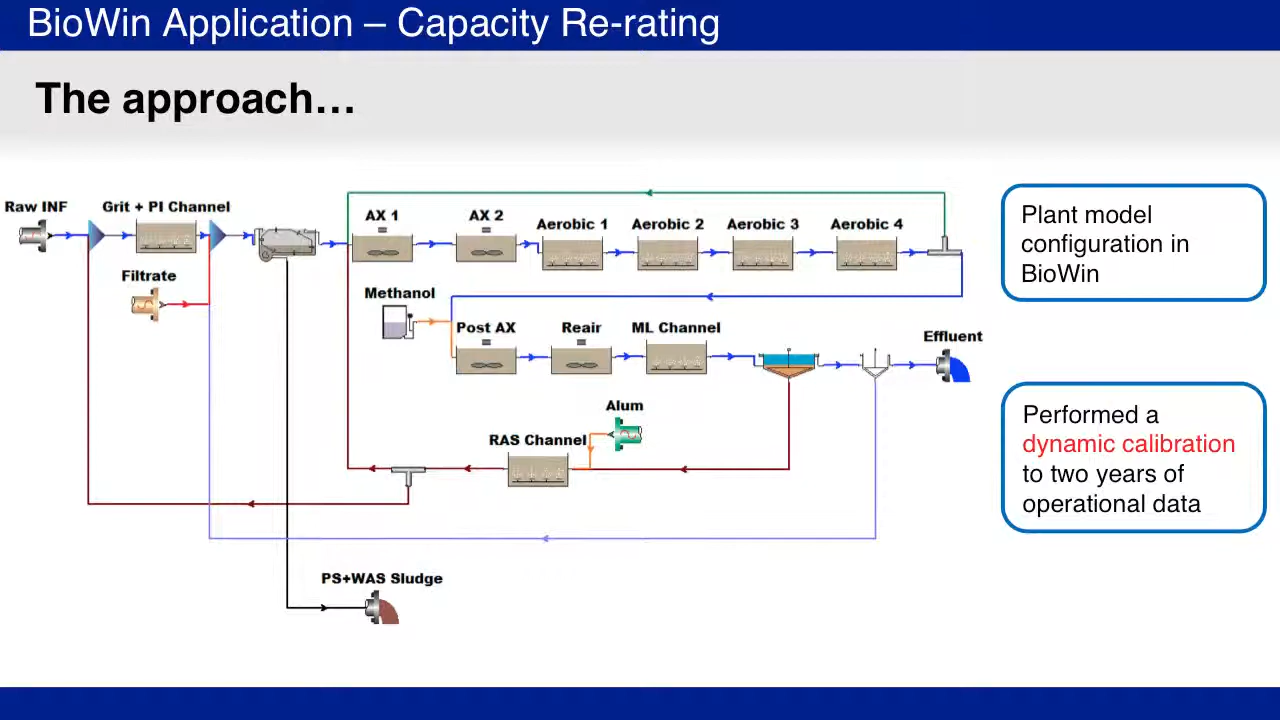 BioWin Application – Capacity Re-rating
The approach…
Raw INF
Grit + PI Channel
AX 1
AX 2
Aerobic 1
Aerobic 2
Aerobic 3
Aerobic 4
Filtrate
Methanol
Post AX
Reair
ML Channel
Effluent
Alum
RAS Channel
PS+WAS Sludge
Plant model
configuration in
BioWin
Performed a
dynamic calibration
to two years of
operational data